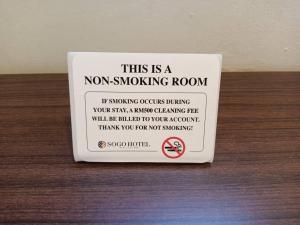 THIS IS A
NON-SMOKING ROOM
IF SMOKING OCCURS DURING
YOUR STAY, A RM500 CLEANING FEE
WILL BE BILLED TO YOUR ACCOUNT.
THANK YOU FOR NOT SMOKING!
SOGO HOTEL